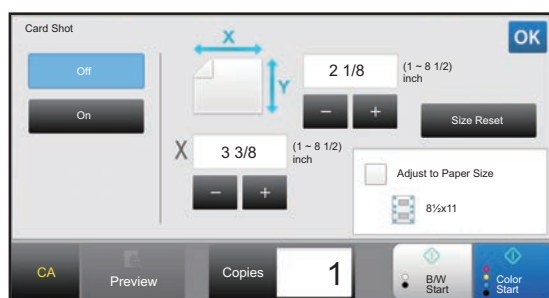 Card Shot
OK
X
Y
Off
On
2 1/8
(1 ~ 8 1/2)
inch
−
+
Size Reset
X
3 3/8
(1 ~ 8 1/2)
inch
−
+
Adjust to Paper Size
8½x11
CA
Preview
Copies
1
B/W
Start
Color
Start